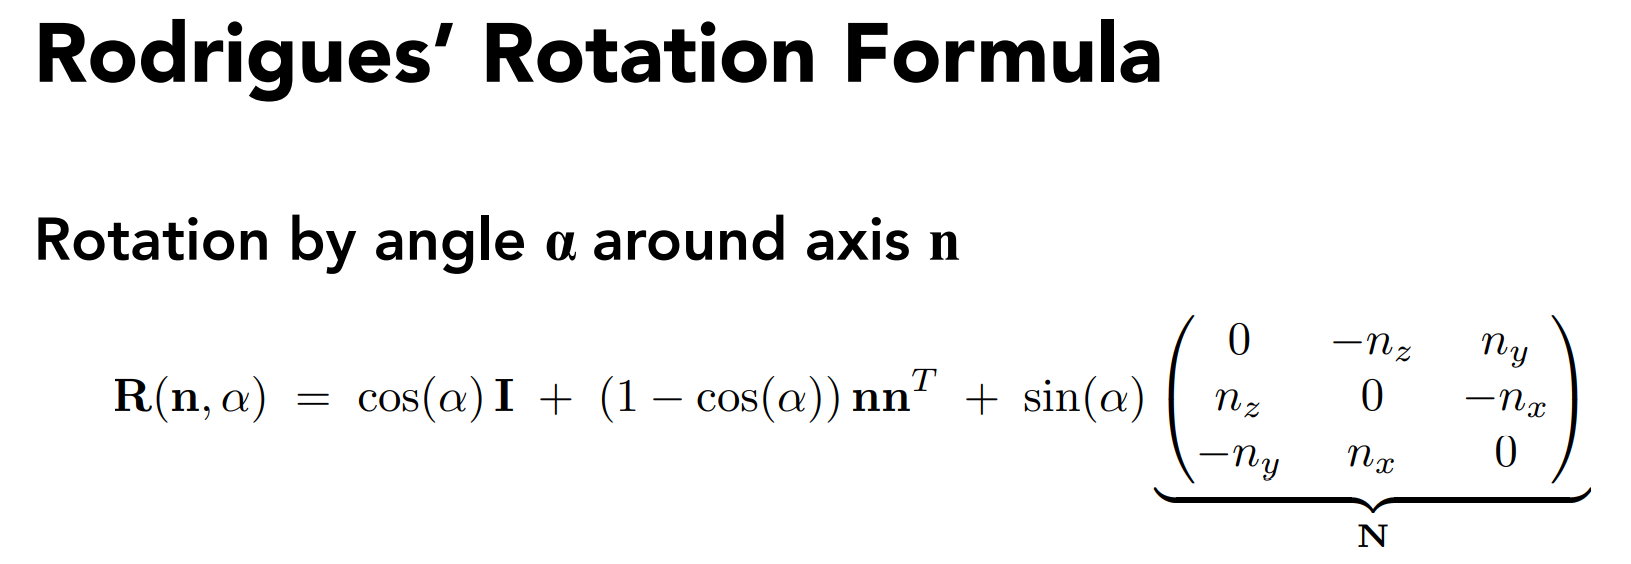 Rodrigues’ Rotation Formula
Rotation by angle α around axis n
R(n, α) = cos(α) I + (1 − cos(α)) nnᵀ + sin(α) ( 0 −n_z n_y
n_z 0 −n_x
−n_y n_x 0 )
N